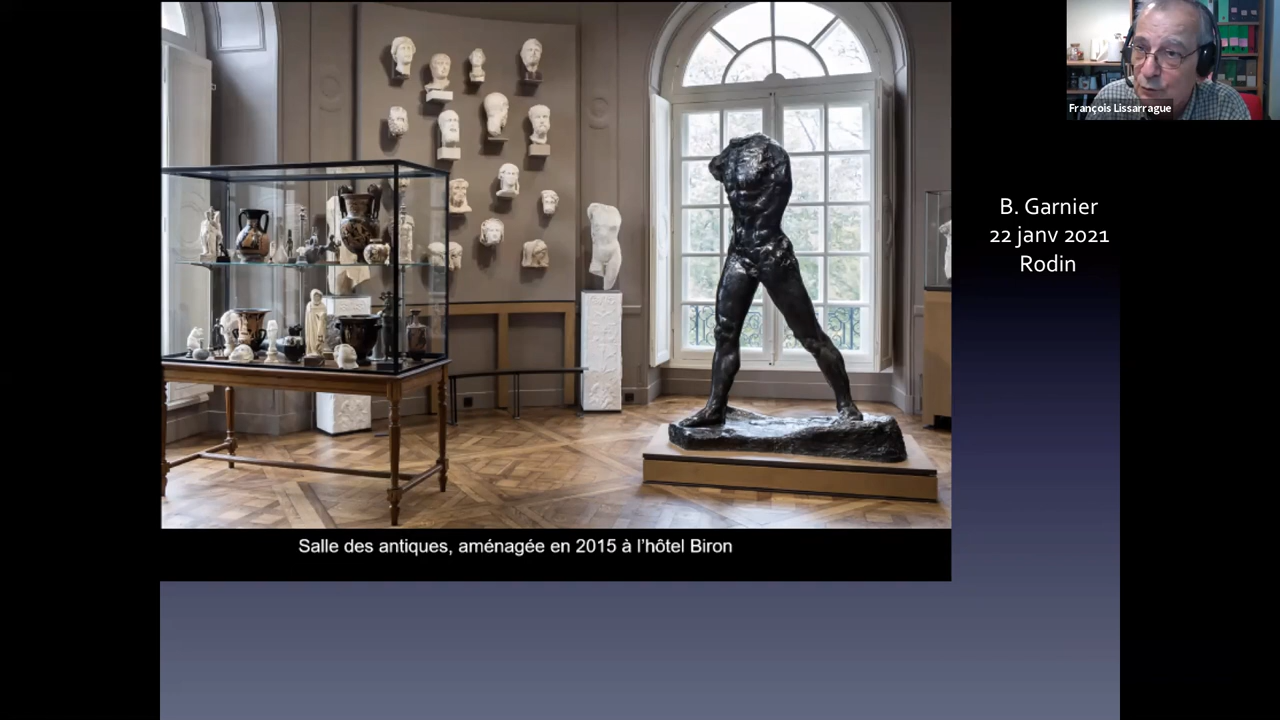 François Lissarrague
B. Garnier
22 janv 2021
Rodin
Salle des antiques, aménagée en 2015 à l'hôtel Biron